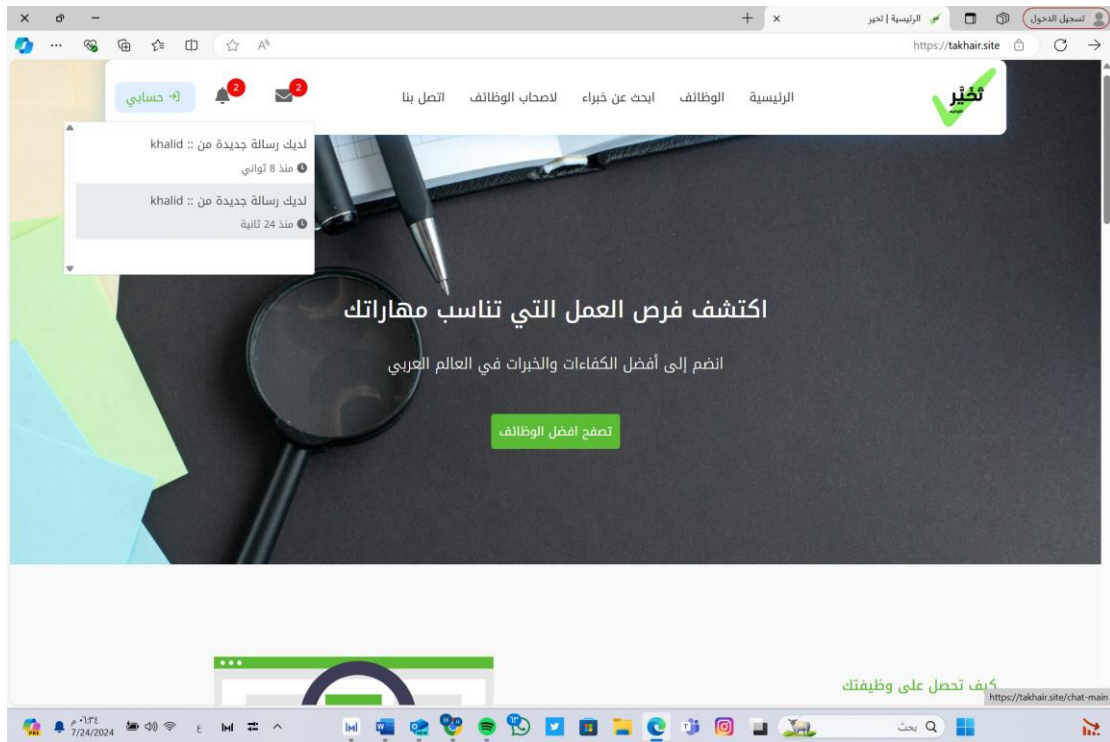 تسجيل الدخول
الرئيسية | تخير
https://takhair.site
تَخيَّر
الرئيسية
الوظائف
ابحث عن خبراء
لاصحاب الوظائف
اتصل بنا
2
2
حسابي
لديك رسالة جديدة من :: khalid
منذ 8 ثواني
لديك رسالة جديدة من :: khalid
منذ 24 ثانية
اكتشف فرص العمل التي تناسب مهاراتك
انضم إلى أفضل الكفاءات والخبرات في العالم العربي
تصفح افضل الوظائف
كيف تحصل على وظيفتك
https://takhair.site/chat-main
بحث
ع
7/24/2024
PRE